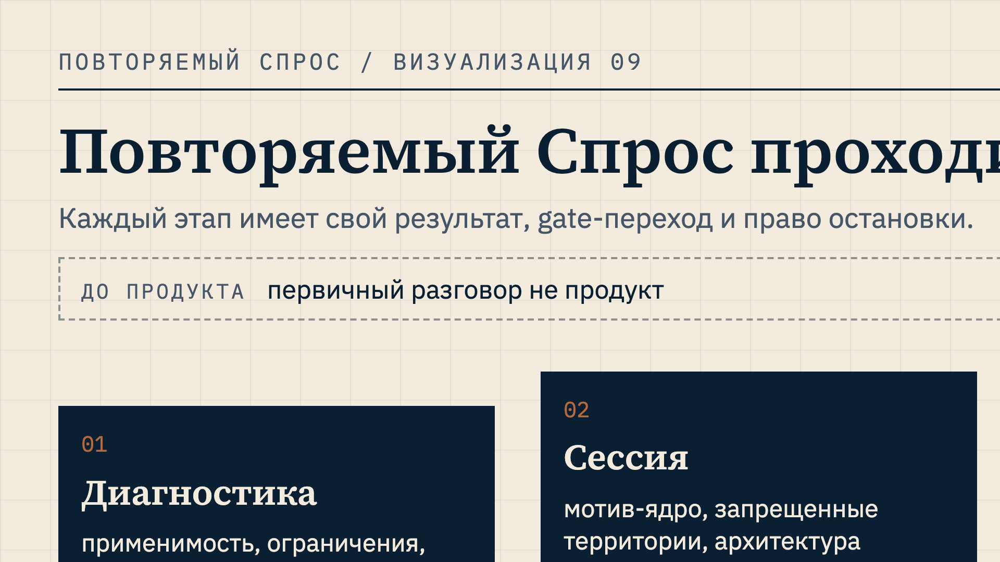 ПОВТОРЯЕМЫЙ СПРОС / ВИЗУАЛИЗАЦИЯ 09
Повторяемый Спрос
Каждый этап имеет свой результат, gate-переход и право остановки.
ДО ПРОДУКТА первичный разговор не продукт
01
Диагностика
применимость, ограничения,
02
Сессия
мотив-ядро, запрещенные
территории, архитектура